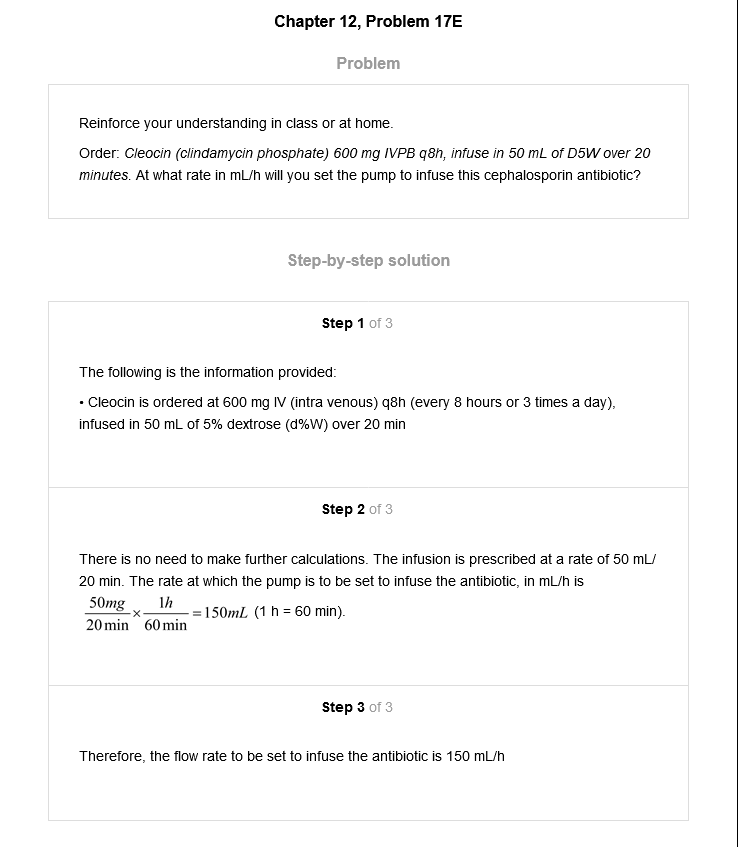 Chapter 12, Problem 17E
Problem
Reinforce your understanding in class or at home.
Order: Cleocin (clindamycin phosphate) 600 mg IVPB q8h, infuse in 50 mL of D5W over 20
minutes. At what rate in mL/h will you set the pump to infuse this cephalosporin antibiotic?
Step-by-step solution
Step 1 of 3
The following is the information provided:
• Cleocin is ordered at 600 mg IV (intra venous) q8h (every 8 hours or 3 times a day),
infused in 50 mL of 5% dextrose (d%W) over 20 min
Step 2 of 3
There is no need to make further calculations. The infusion is prescribed at a rate of 50 mL/
20 min. The rate at which the pump is to be set to infuse the antibiotic, in mL/h is
50mg/20 min × 1h/60 min = 150mL (1 h = 60 min).
Step 3 of 3
Therefore, the flow rate to be set to infuse the antibiotic is 150 mL/h